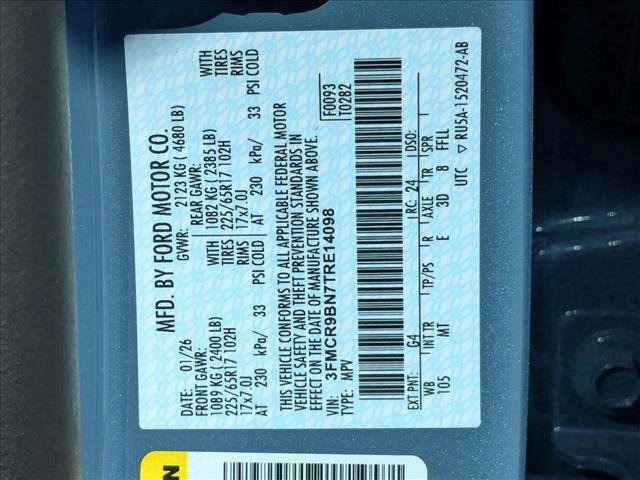 MFD. BY FORD MOTOR CO.
01/26 GVWR: 2123 KG (4680 LB)
FRONT GAWR: REAR GAWR:
1089 KG (2400 LB) WITH 1082 KG (2385 LB) WITH
225/65R17 102H TIRES 225/65R17 102H TIRES
17x7.0J RIMS 17x7.0J RIMS
AT 230 kPa/ 33 PSI COLD AT 230 kPa/ 33 PSI COLD
THIS VEHICLE CONFORMS TO ALL APPLICABLE FEDERAL MOTOR
VEHICLE SAFETY AND THEFT PREVENTION STANDARDS IN
EFFECT ON THE DATE OF MANUFACTURE SHOWN ABOVE.
VIN: 3FMCR9BN7TRE14098
TYPE: MPV
F0093
T0282
EXT PNT: G4 RC: 24 DSO:
WB INT TR TP/PS R AXLE TR SPR
105 MT E 3D 8 FFLL
UTC ▽ RU5A-1520472-AB
N